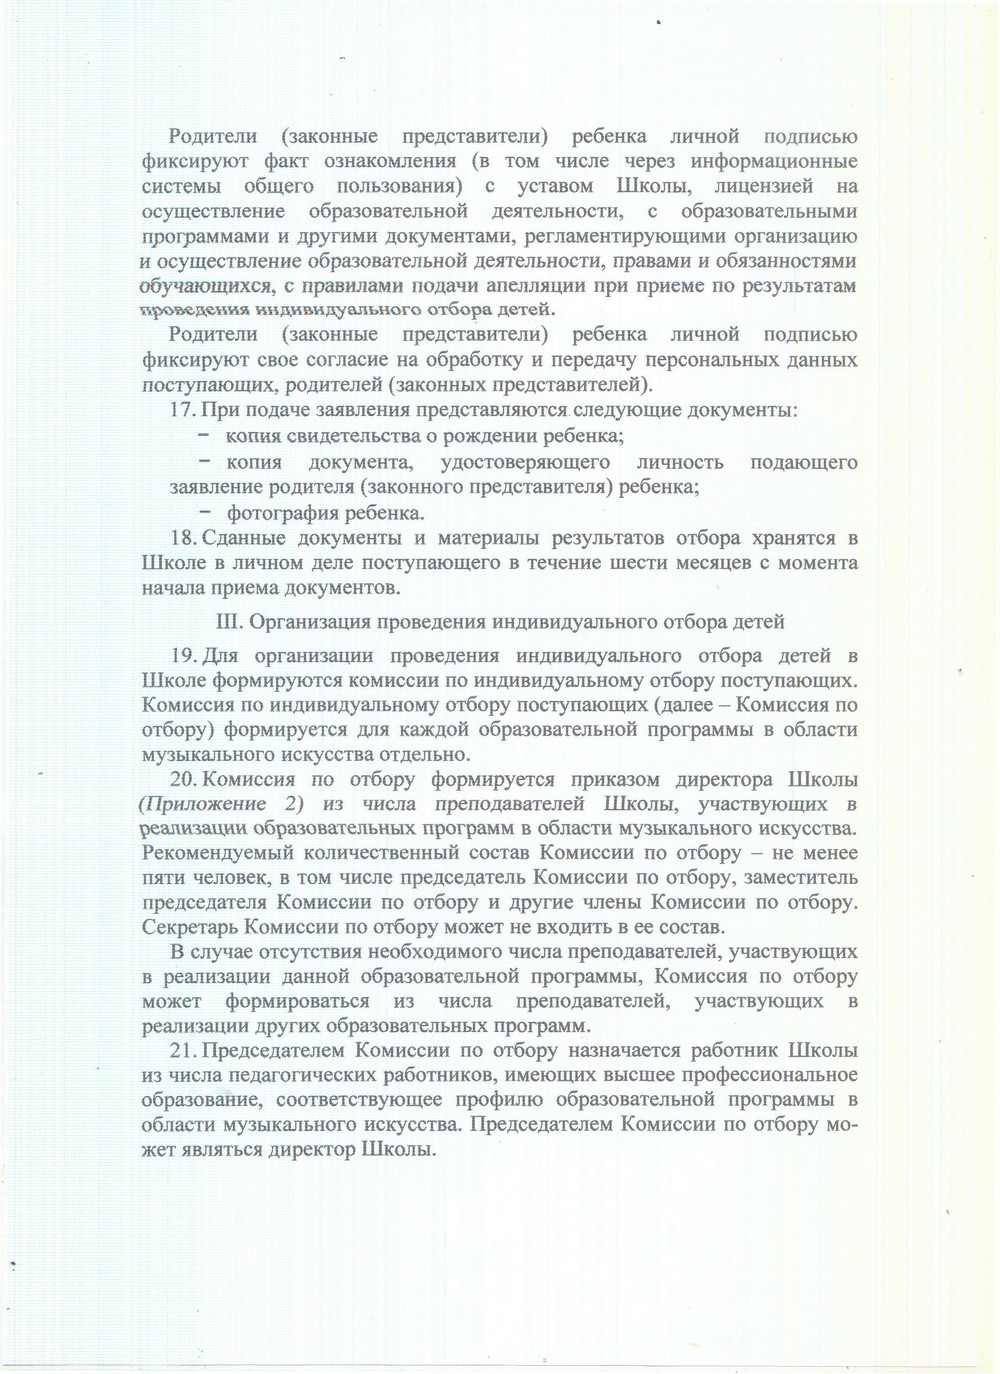 Родители (законные представители) ребенка личной подписью
фиксируют факт ознакомления (в том числе через информационные
системы общего пользования) с уставом Школы, лицензией на
осуществление образовательной деятельности, с образовательными
программами и другими документами, регламентирующими организацию
и осуществление образовательной деятельности, правами и обязанностями
обучающихся, с правилами подачи апелляции при приеме по результатам
проведения индивидуального отбора детей.
Родители (законные представители) ребенка личной подписью
фиксируют свое согласие на обработку и передачу персональных данных
поступающих, родителей (законных представителей).
17. При подаче заявления представляются следующие документы:
− копия свидетельства о рождении ребенка;
− копия документа, удостоверяющего личность подающего
заявление родителя (законного представителя) ребенка;
− фотография ребенка.
18. Сданные документы и материалы результатов отбора хранятся в
Школе в личном деле поступающего в течение шести месяцев с момента
начала приема документов.
III. Организация проведения индивидуального отбора детей
19. Для организации проведения индивидуального отбора детей в
Школе формируются комиссии по индивидуальному отбору поступающих.
Комиссия по индивидуальному отбору поступающих (далее – Комиссия по
отбору) формируется для каждой образовательной программы в области
музыкального искусства отдельно.
20. Комиссия по отбору формируется приказом директора Школы
(Приложение 2) из числа преподавателей Школы, участвующих в
реализации образовательных программ в области музыкального искусства.
Рекомендуемый количественный состав Комиссии по отбору – не менее
пяти человек, в том числе председатель Комиссии по отбору, заместитель
председателя Комиссии по отбору и другие члены Комиссии по отбору.
Секретарь Комиссии по отбору может не входить в ее состав.
В случае отсутствия необходимого числа преподавателей, участвующих
в реализации данной образовательной программы, Комиссия по отбору
может формироваться из числа преподавателей, участвующих в
реализации других образовательных программ.
21. Председателем Комиссии по отбору назначается работник Школы
из числа педагогических работников, имеющих высшее профессиональное
образование, соответствующее профилю образовательной программы в
области музыкального искусства. Председателем Комиссии по отбору мо-
жет являться директор Школы.